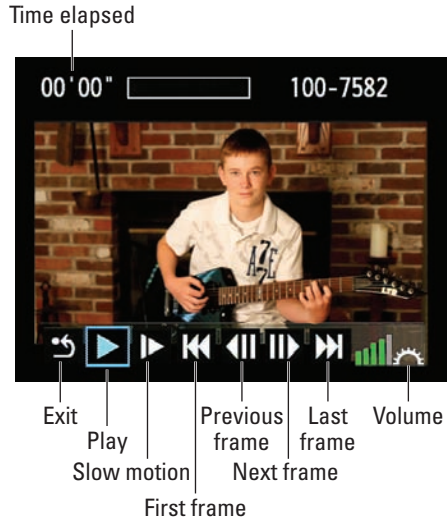 Time elapsed
00'00"
100-7582
Exit
Play
Slow motion
First frame
Previous
frame
Next frame
Last
frame
Volume